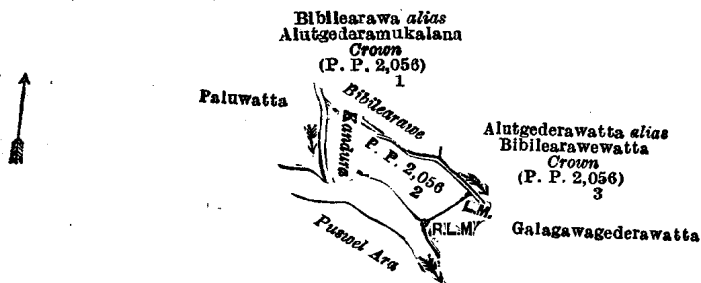 Bibilearawa alias
Alutgedaramukalana
Crown
(P. P. 2,056)
1
Paluwatta
Bibilearawe
Kandura
Alutgederawatta alias
Bibilearawewatta
Crown
(P. P. 2,056)
3
P. P. 2,056
2
L.M.
R.L.M.
Galagawagederawatta
Puswel Ara